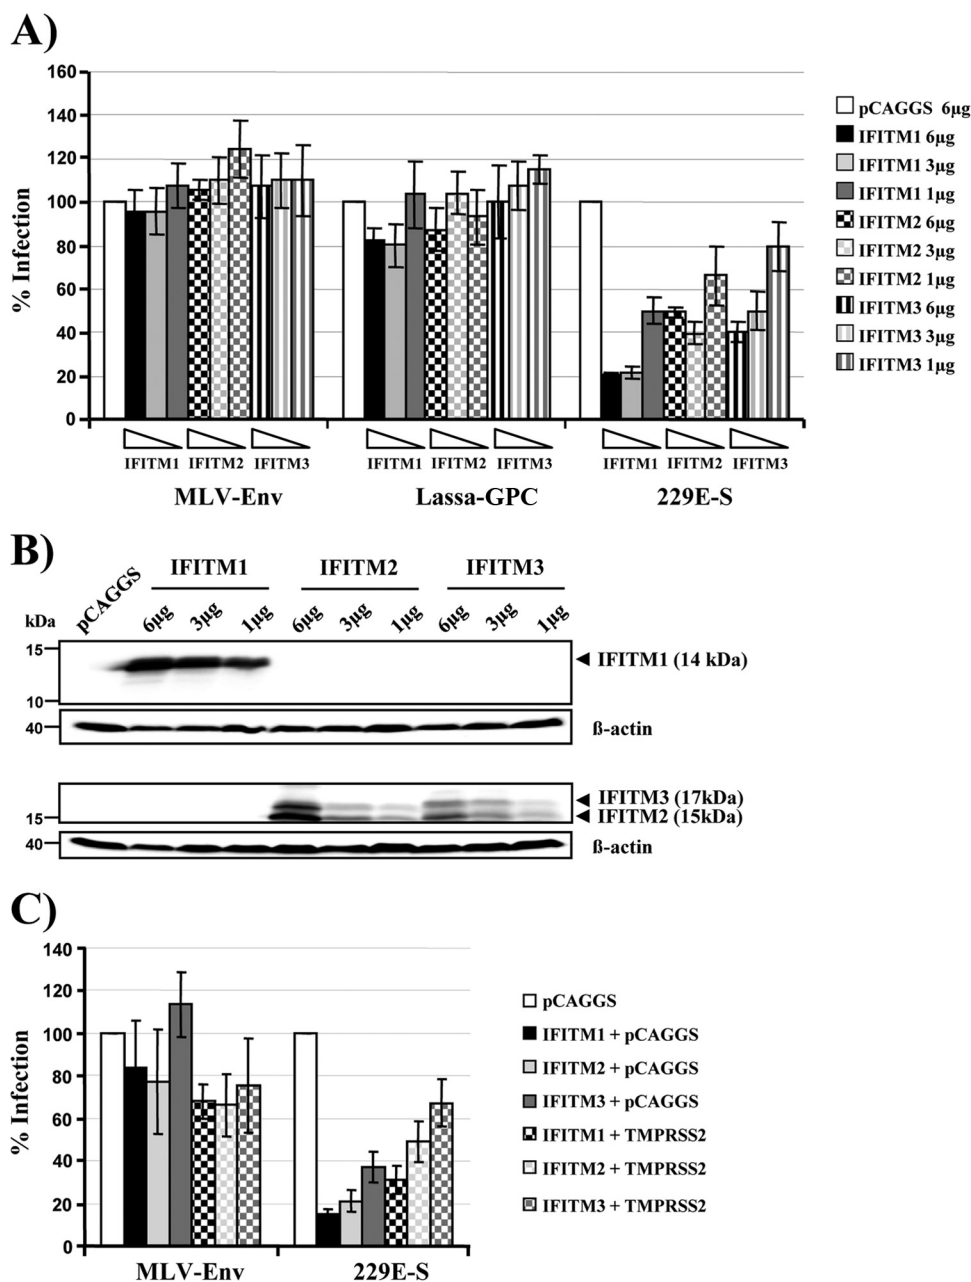 A)
160
140
120
100
80
60
40
20
0
% Infection
IFITM1 IFITM2 IFITM3 IFITM1 IFITM2 IFITM3 IFITM1 IFITM2 IFITM3
MLV-Env Lassa-GPC 229E-S
pCAGGS 6µg
IFITM1 6µg
IFITM1 3µg
IFITM1 1µg
IFITM2 6µg
IFITM2 3µg
IFITM2 1µg
IFITM3 6µg
IFITM3 3µg
IFITM3 1µg
B)
IFITM1 IFITM2 IFITM3
kDa pCAGGS 6µg 3µg 1µg 6µg 3µg 1µg 6µg 3µg 1µg
15
IFITM1 (14 kDa)
10
40 ß-actin
IFITM3 (17kDa)
15 IFITM2 (15kDa)
40 ß-actin
C)
140
120
100
80
60
40
20
0
% Infection
MLV-Env 229E-S
pCAGGS
IFITM1 + pCAGGS
IFITM2 + pCAGGS
IFITM3 + pCAGGS
IFITM1 + TMPRSS2
IFITM2 + TMPRSS2
IFITM3 + TMPRSS2